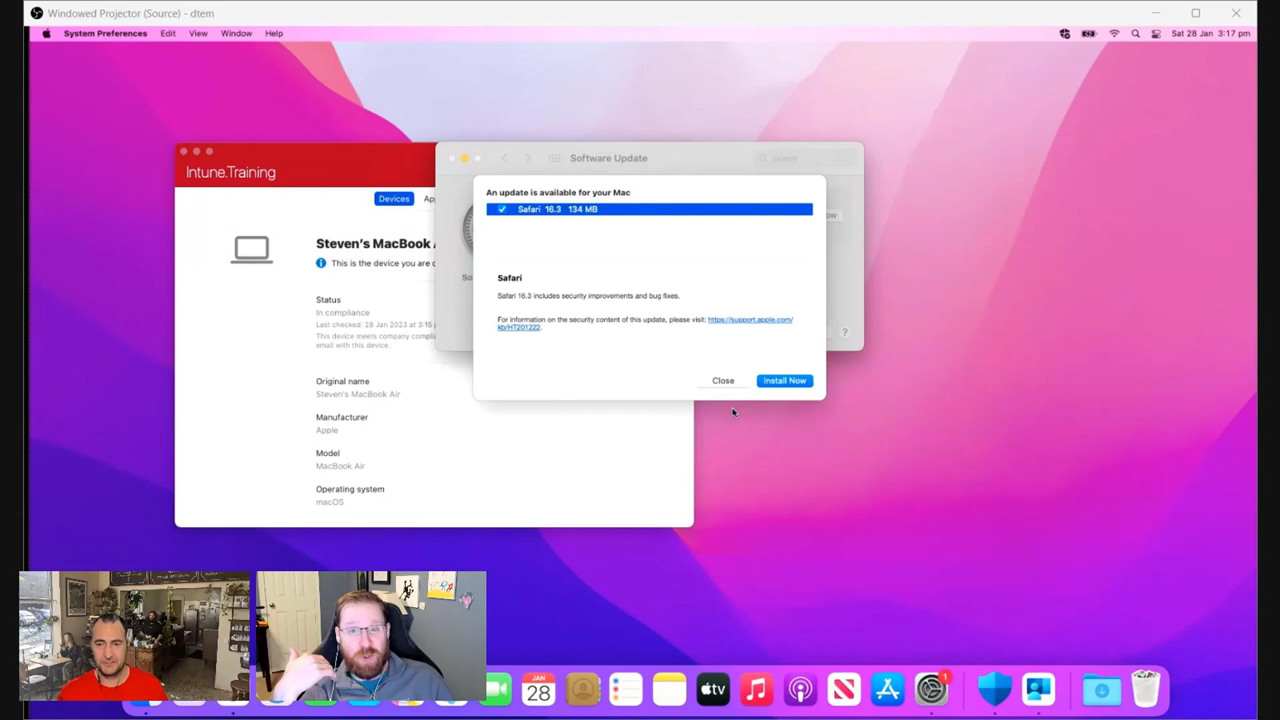 Windowed Projector (Source) - dtem
System Preferences Edit View Window Help
Sat 28 Jan 3:17 pm
Intune.Training
Software Update
Search
Devices
An update is available for your Mac
Safari 16.3 134 MB
Steven's MacBook
This is the device you are
Safari
Safari 16.3 includes security improvements and bug fixes.
For information on the security content of this update, please visit: https://support.apple.com/
kb/HT201222.
Close
Install Now
?
Status
In compliance
Last checked: 28 Jan 2023 at 3:15
This device meets company
email with this device.
Original name
Steven's MacBook Air
Manufacturer
Apple
Model
MacBook Air
Operating system
macOS
JAN
28
tv
1